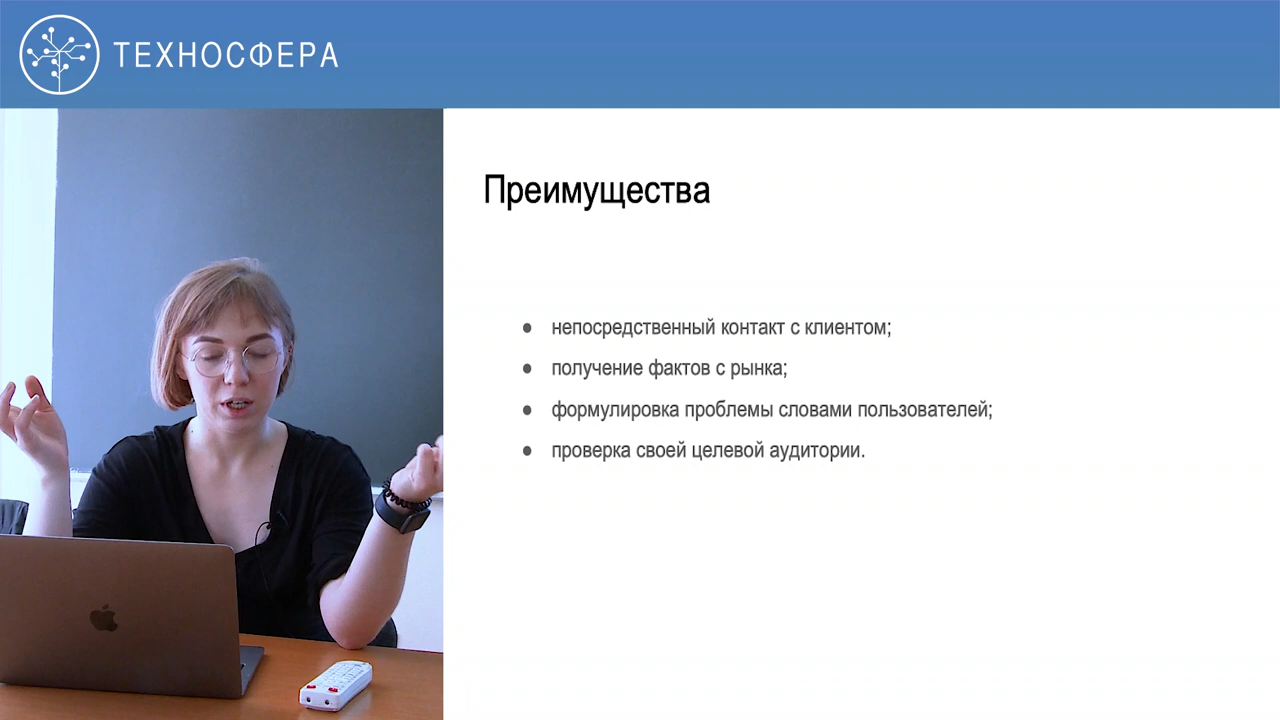 ТЕХНОСФЕРА
Преимущества
● непосредственный контакт с клиентом;
● получение фактов с рынка;
● формулировка проблемы словами пользователей;
● проверка своей целевой аудитории.